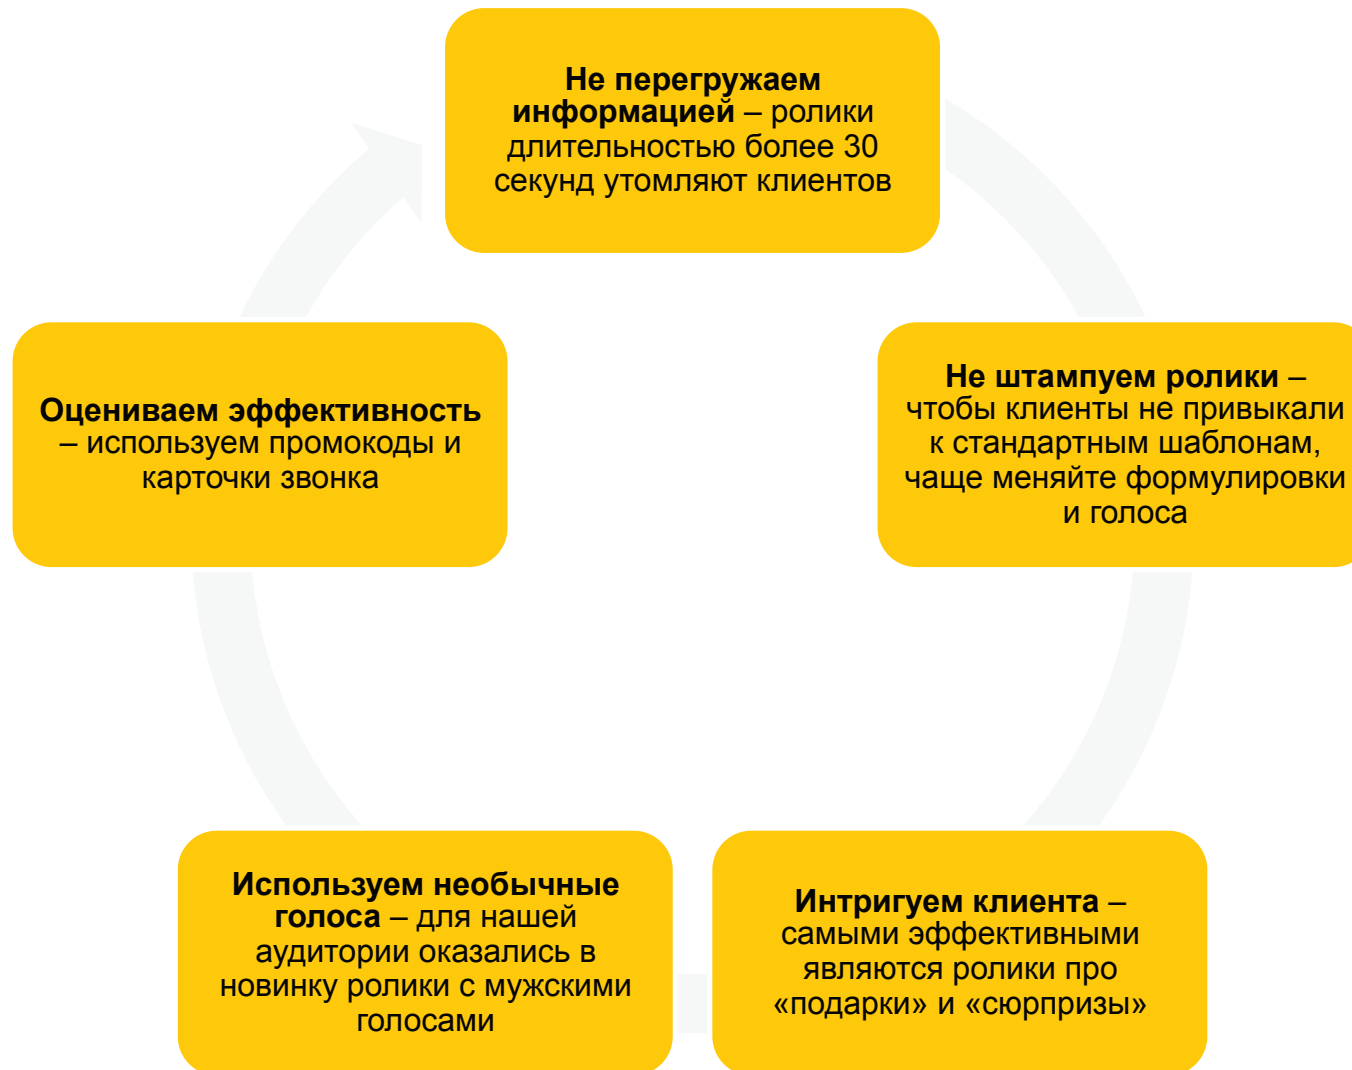 Не перегружаем
информацией – ролики
длительностью более 30
секунд утомляют клиентов
Не штампуем ролики –
чтобы клиенты не привыкали
к стандартным шаблонам,
чаще меняйте формулировки
и голоса
Интригуем клиента –
самыми эффективными
являются ролики про
«подарки» и «сюрпризы»
Используем необычные
голоса – для нашей
аудитории оказались в
новинку ролики с мужскими
голосами
Оцениваем эффективность
– используем промокоды и
карточки звонка